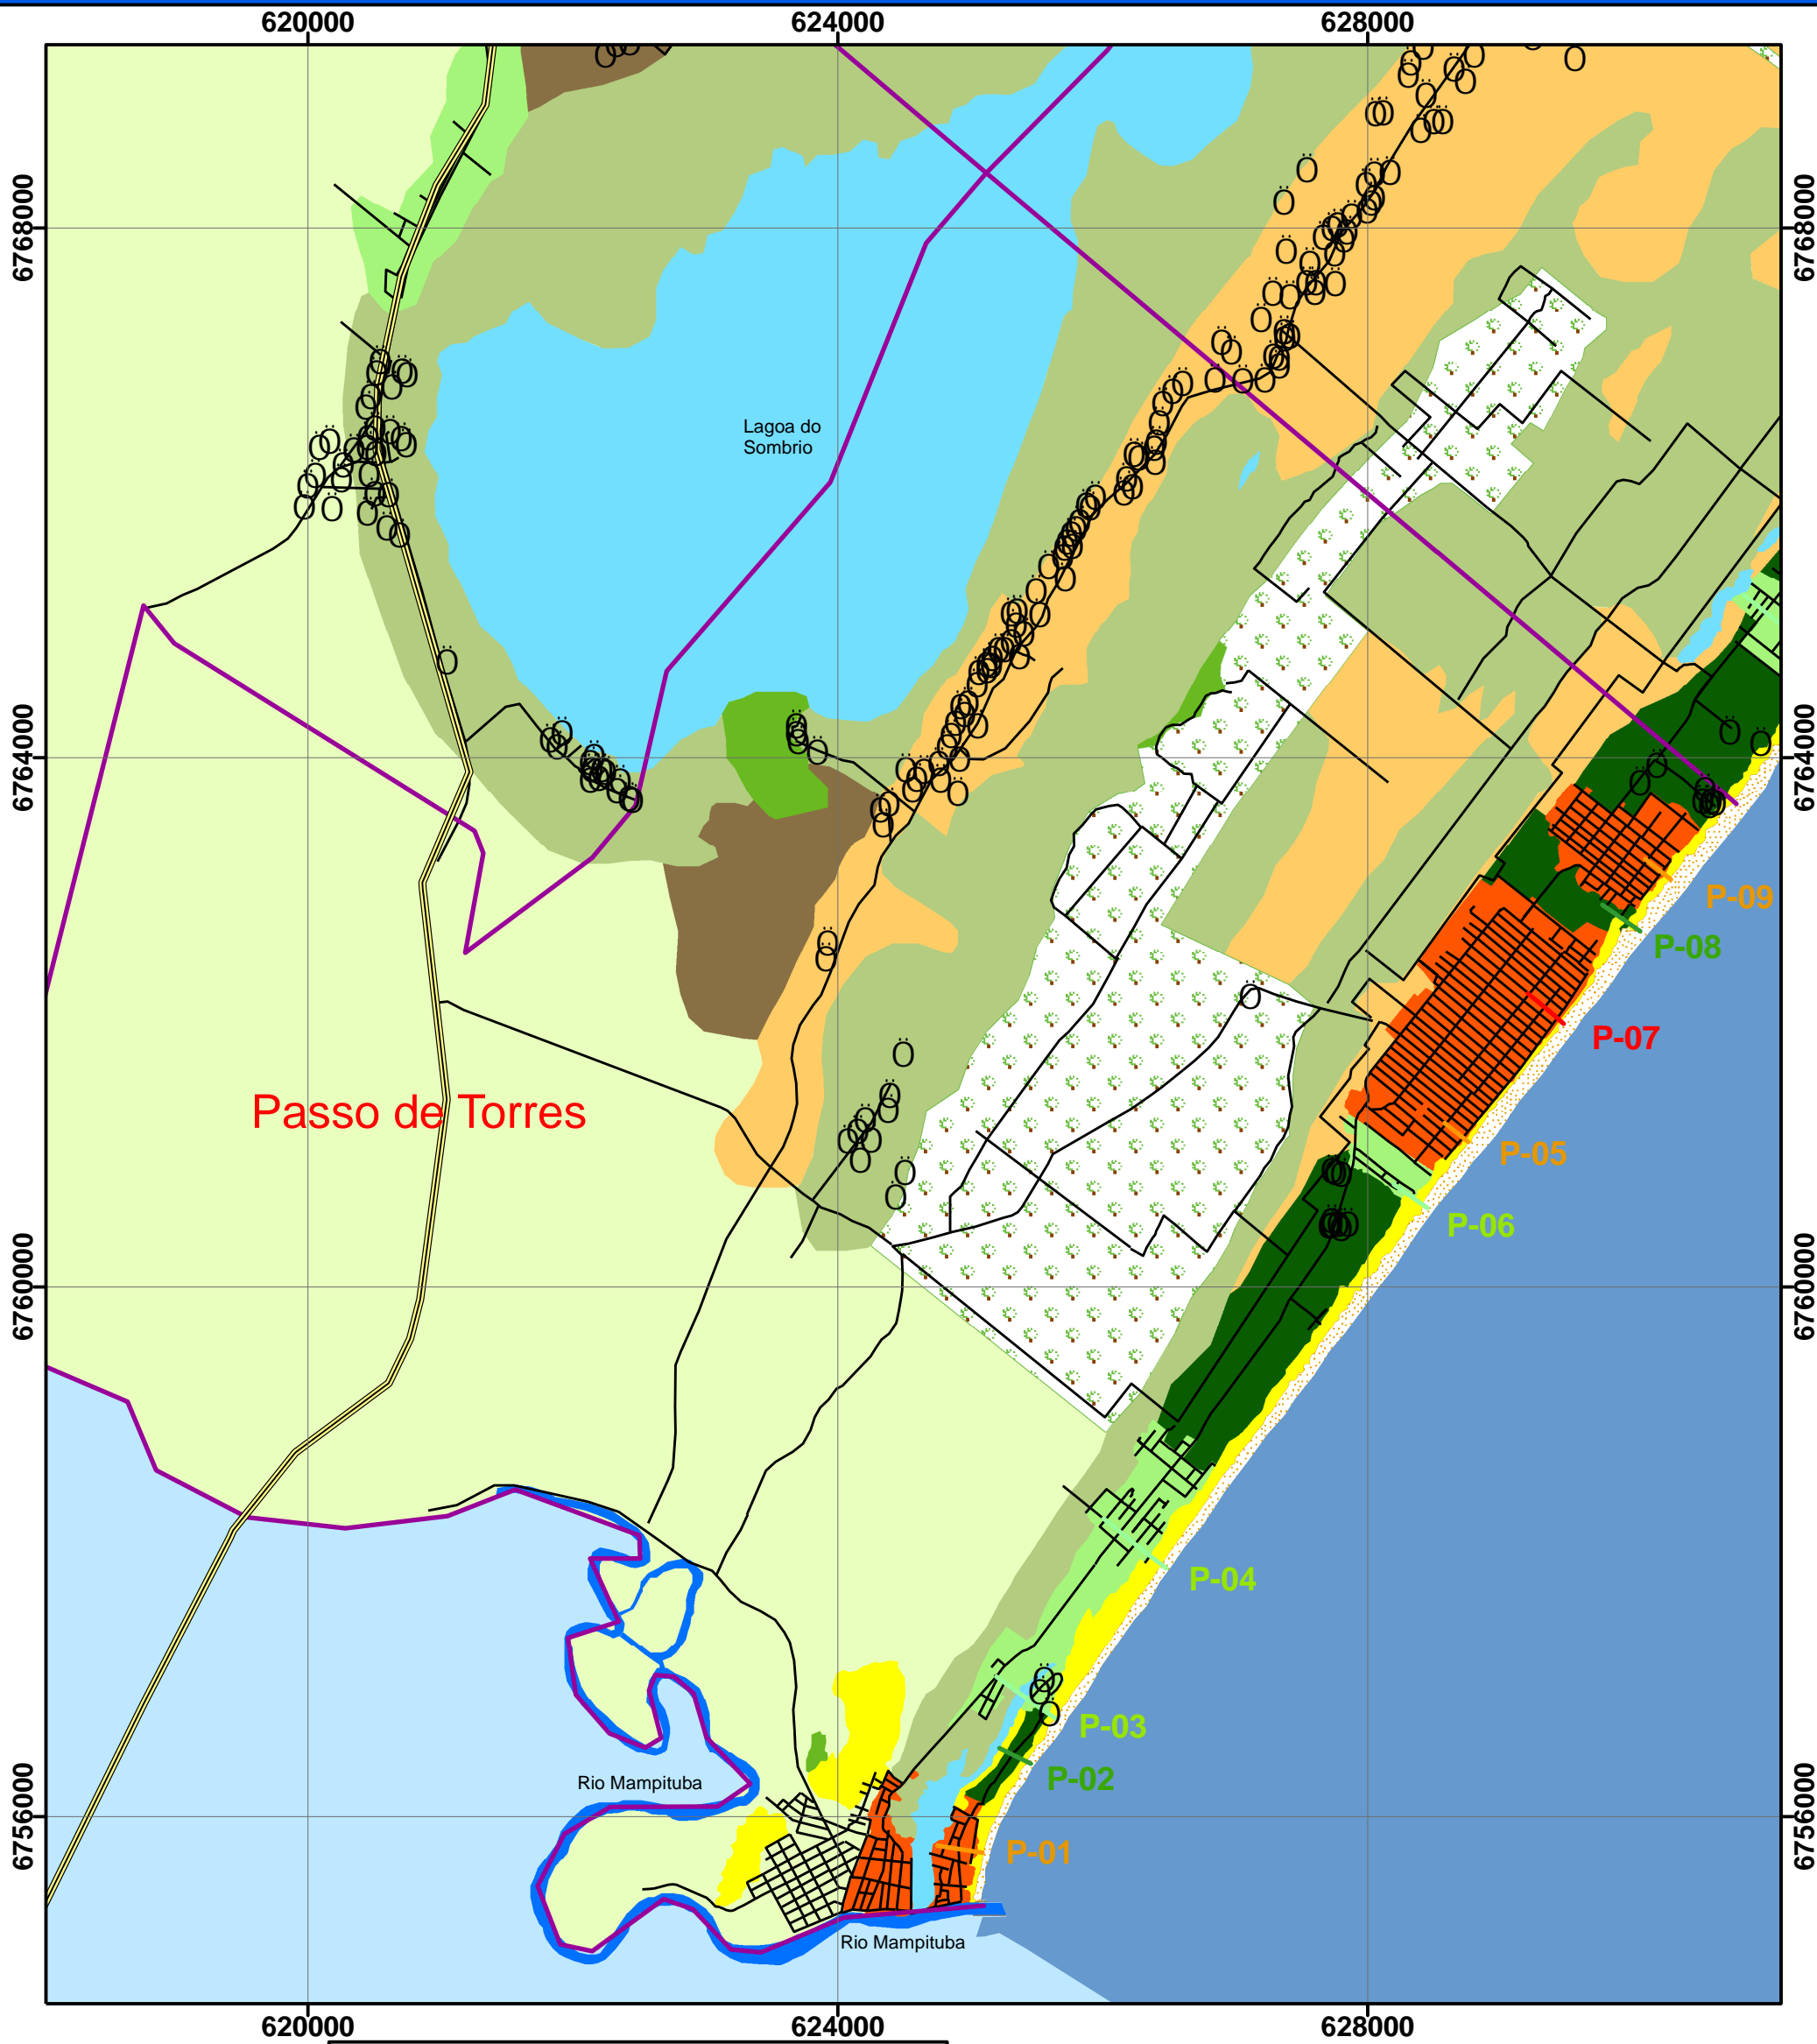 620000 624000 628000
6768000 6768000
Lagoa do
Sombrio
6764000 6764000
P-09
P-08
P-07
Passo de Torres
P-05
P-06
6760000 6760000
P-04
P-03
P-02
Rio Mampituba
6756000 6756000
P-01
Rio Mampituba
620000 624000 628000